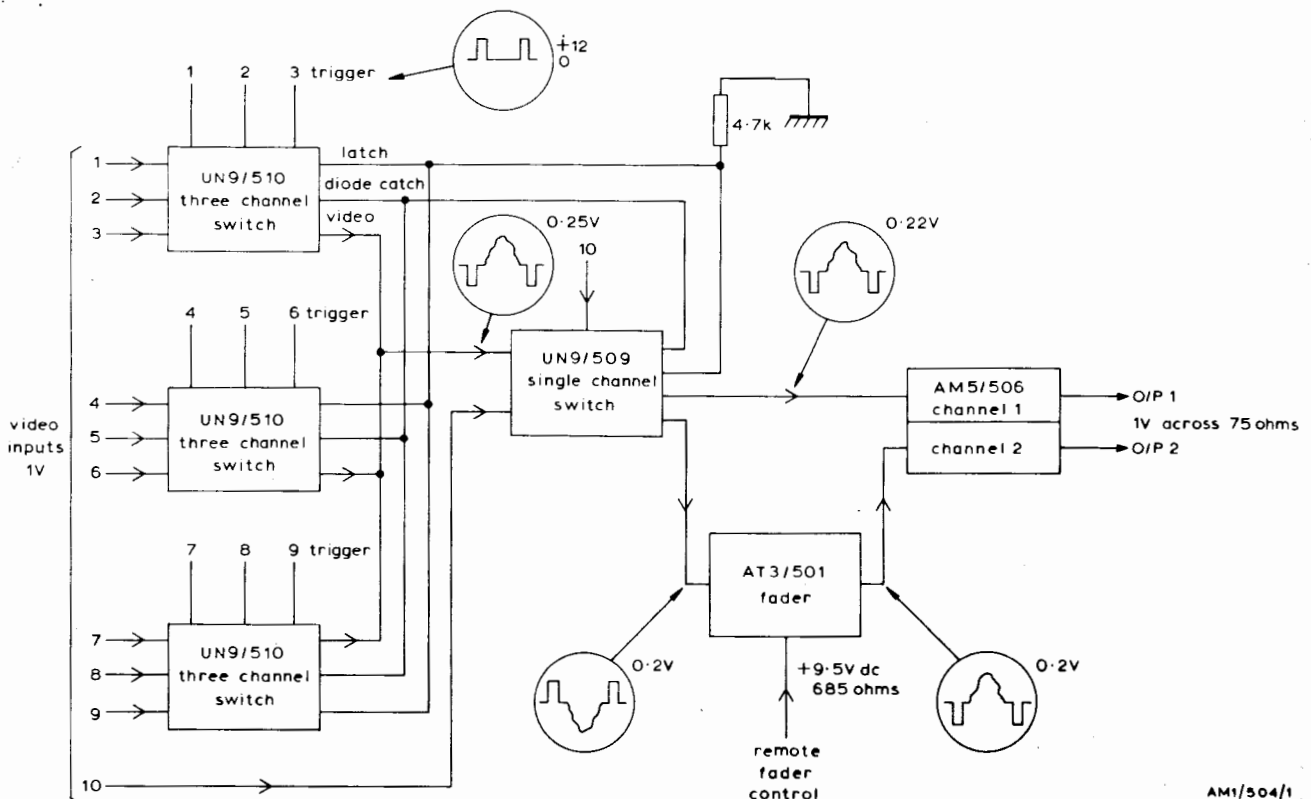 +12
0
1 2 3 trigger
4·7k
1
2
3
UN9/510
three channel
switch
latch
diode catch
video
0·25V
10
0·22V
4 5 6 trigger
UN9/509
single channel
switch
video
inputs
1V
4
5
6
UN9/510
three channel
switch
AM5/506
channel 1
channel 2
O/P 1
1V across 75 ohms
O/P 2
7 8 9 trigger
AT3/501
fader
7
8
9
UN9/510
three channel
switch
0·2V
+9·5V dc
685 ohms
0·2V
remote
fader
control
10
AM1/504/1